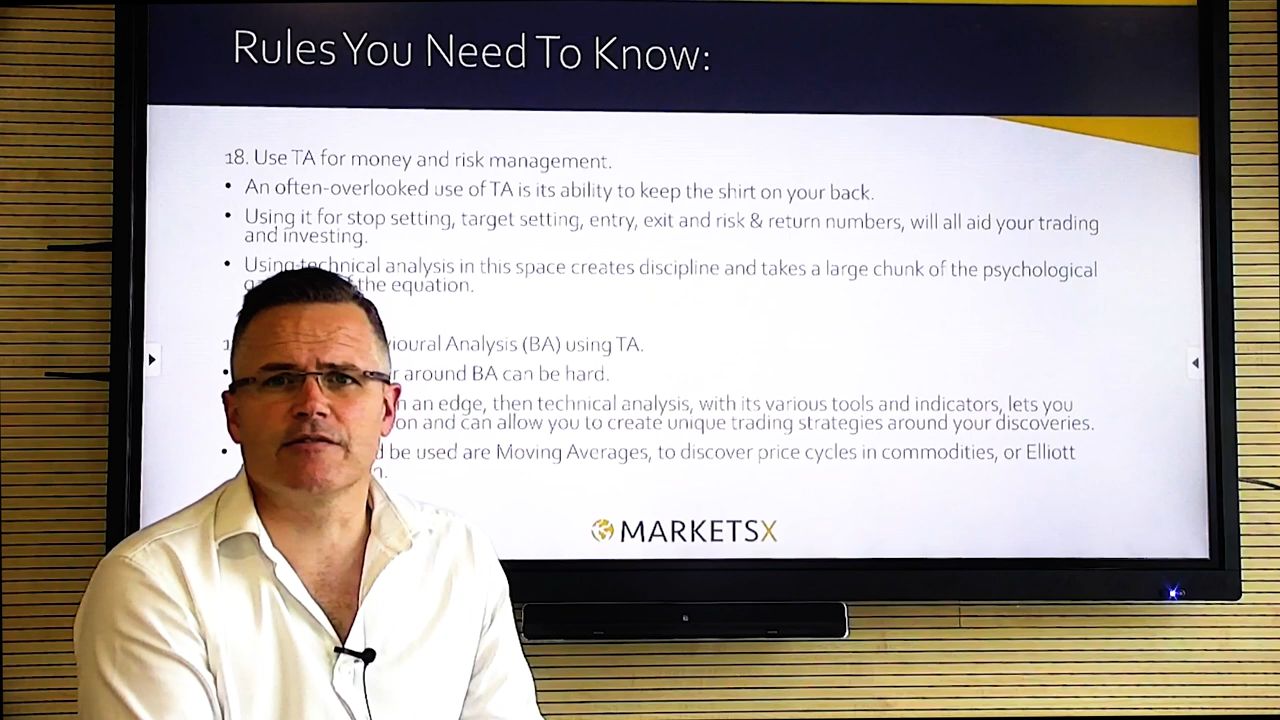 Rules You Need To Know:
18. Use TA for money and risk management.
• An often-overlooked use of TA is its ability to keep the shirt on your back.
• Using it for stop setting, target setting, entry, exit and risk & return numbers, will all aid your trading
and investing.
• Using technical analysis in this space creates discipline and takes a large chunk of the psychological
the equation.
Analysis (BA) using TA.
• around BA can be hard.
an edge, then technical analysis, with its various tools and indicators, lets you
and can allow you to create unique trading strategies around your discoveries.
• be used are Moving Averages, to discover price cycles in commodities, or Elliott
MARKETSX